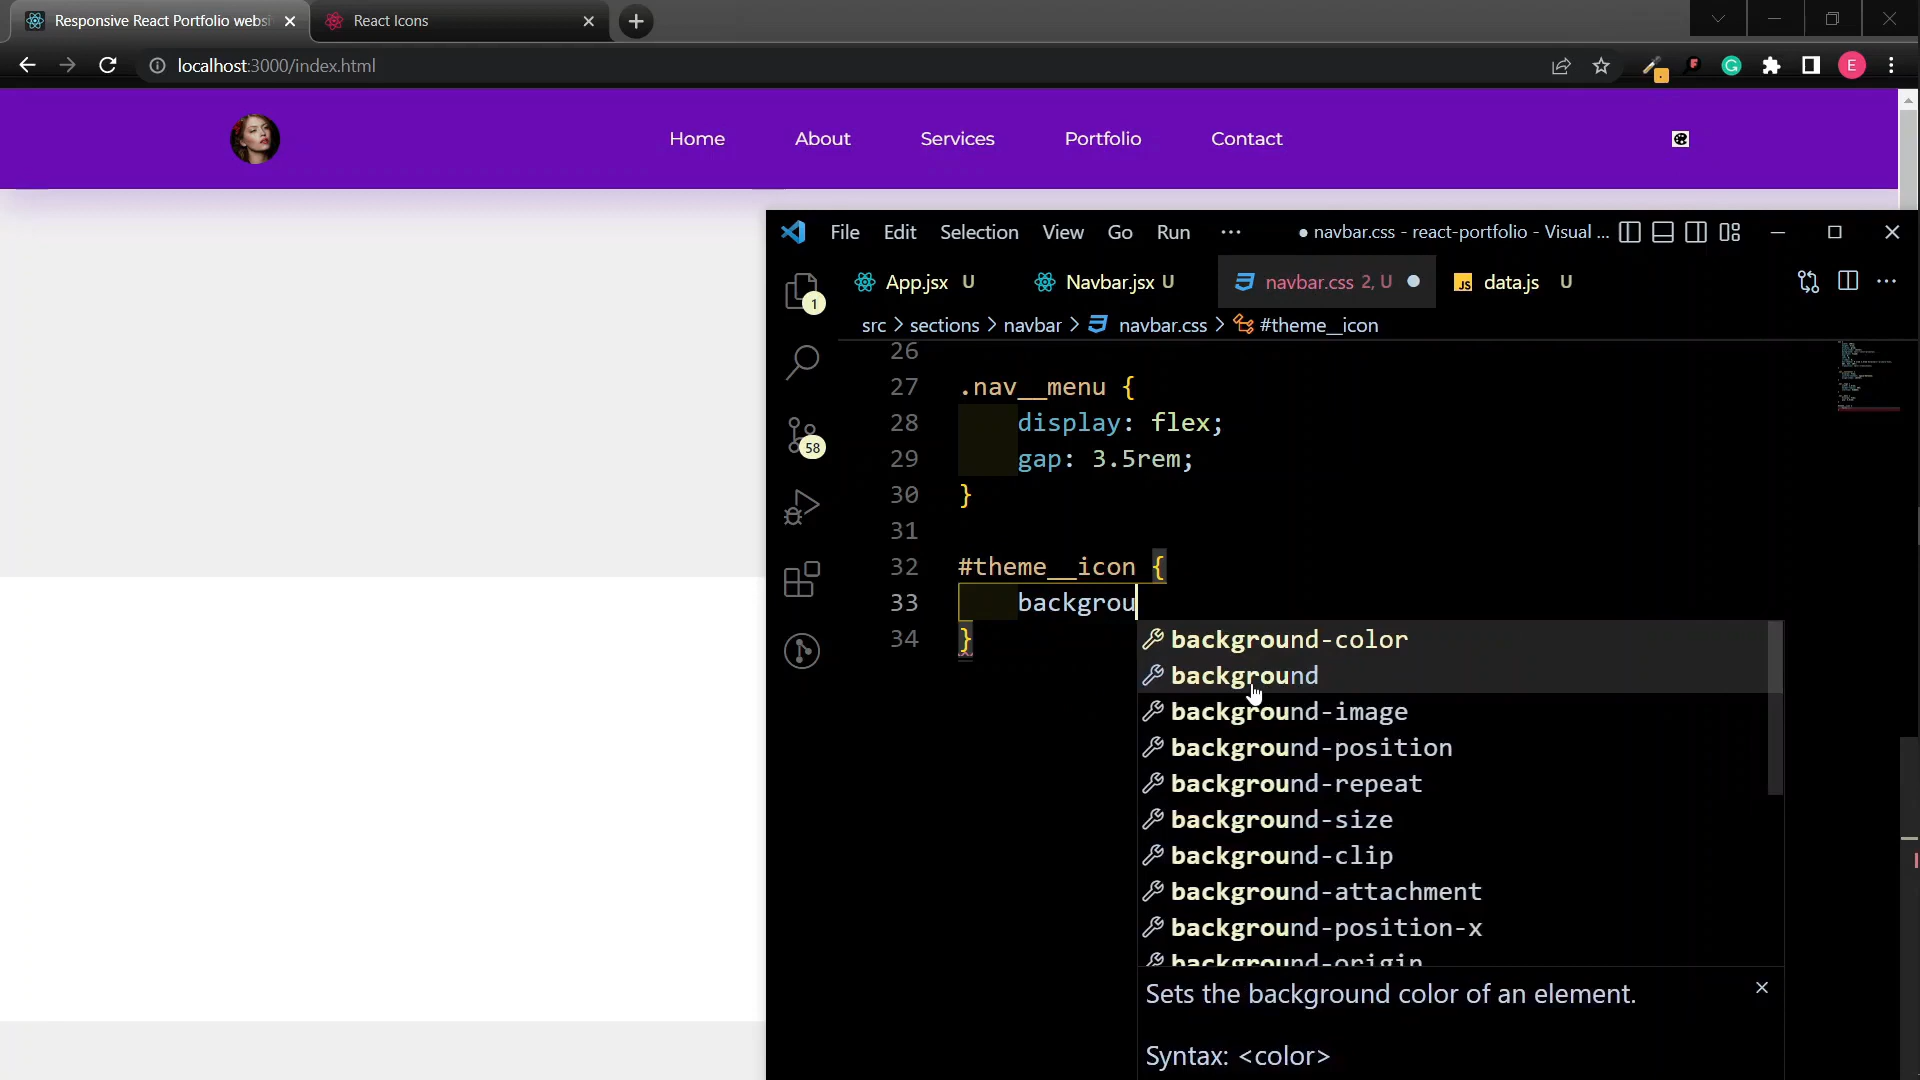 Responsive React Portfolio websi
React Icons
localhost:3000/index.html
E
Home About Services Portfolio Contact
File Edit Selection View Go Run ··· ● navbar.css - react-portfolio - Visual ...
App.jsx U Navbar.jsx U navbar.css 2, U ● JS data.js U ···
src > sections > navbar > navbar.css > #theme__icon
1
58
26
27 .nav__menu {
28 display: flex;
29 gap: 3.5rem;
30 }
31
32 #theme__icon {
33 backgrou
34 }
background-color
background
background-image
background-position
background-repeat
background-size
background-clip
background-attachment
background-position-x
background-origin
Sets the background color of an element.
Syntax: <color>